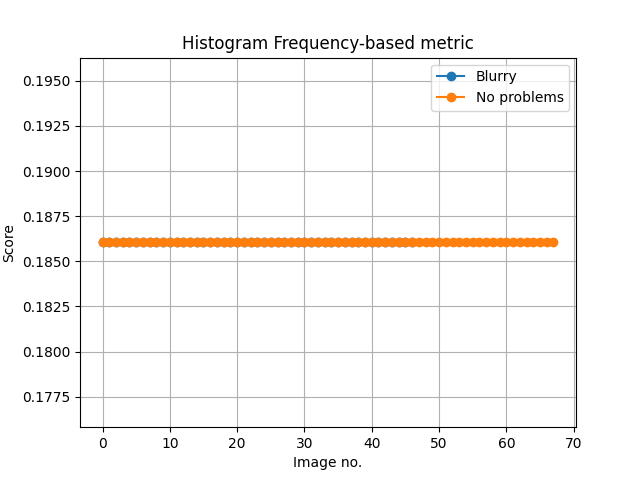 Histogram Frequency-based metric
Blurry
No problems
0.1950
0.1925
0.1900
0.1875
0.1850
0.1825
0.1800
0.1775
Score
0 10 20 30 40 50 60 70
Image no.